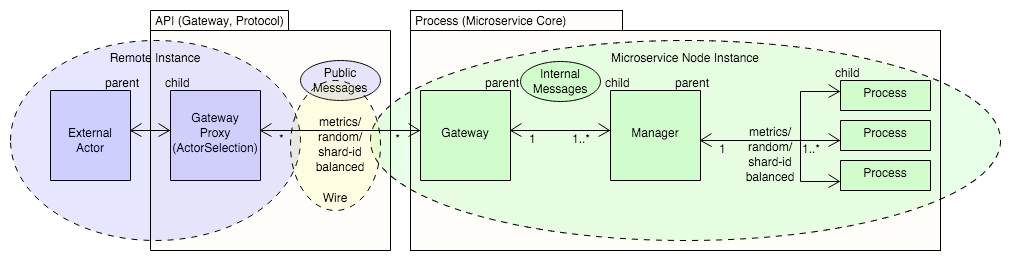 API (Gateway, Protocol)
Process (Microservice Core)
Remote Instance
Public
Messages
Microservice Node Instance
Internal
Messages
parent
child
parent
child
parent
child
External
Actor
Gateway
Proxy
(ActorSelection)
*
metrics/
random/
shard-id
balanced
*
Wire
Gateway
1
1..*
Manager
1
metrics/
random/
shard-id
balanced
1..*
Process
Process
Process